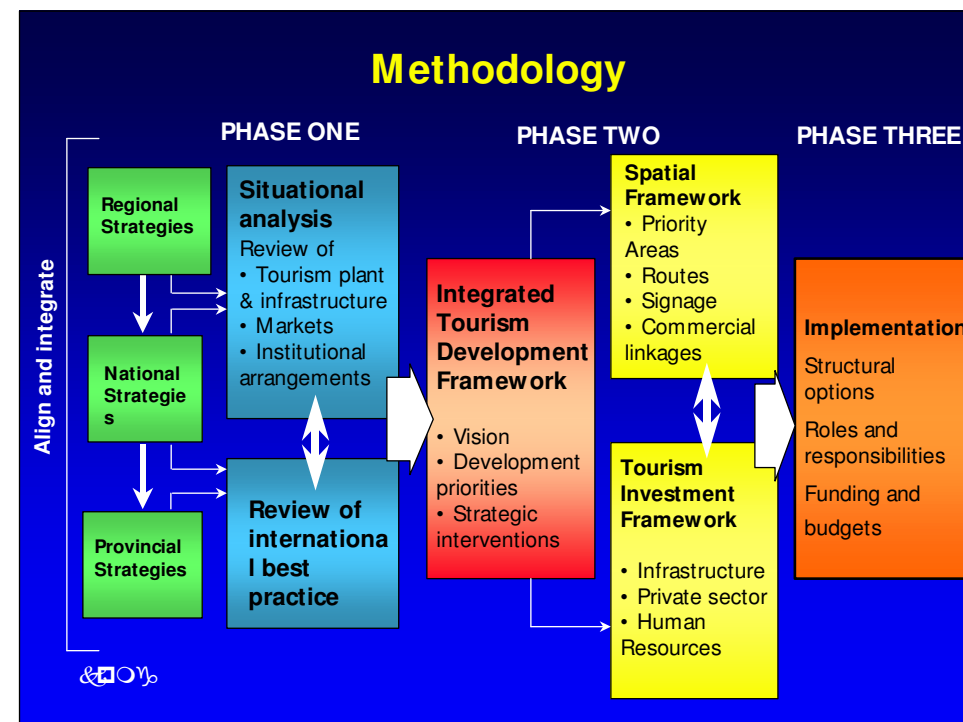 Methodology
PHASE ONE
PHASE TWO
PHASE THREE
Align and integrate
Regional
Strategies
National
Strategie
s
Provincial
Strategies
Situational
analysis
Review of
• Tourism plant
& infrastructure
• Markets
• Institutional
arrangements
Review of
internationa
l best
practice
Integrated
Tourism
Development
Framework
• Vision
• Development
priorities
• Strategic
interventions
Spatial
Framework
• Priority
Areas
• Routes
• Signage
• Commercial
linkages
Tourism
Investment
Framework
• Infrastructure
• Private sector
• Human
Resources
Implementation
Structural
options
Roles and
responsibilities
Funding and
budgets